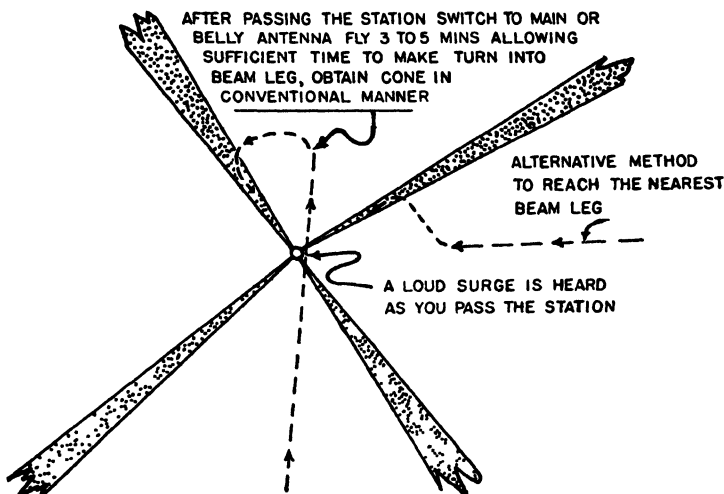 AFTER PASSING THE STATION SWITCH TO MAIN OR
BELLY ANTENNA FLY 3 TO 5 MINS ALLOWING
SUFFICIENT TIME TO MAKE TURN INTO
BEAM LEG, OBTAIN CONE IN
CONVENTIONAL MANNER
ALTERNATIVE METHOD
TO REACH THE NEAREST
BEAM LEG
A LOUD SURGE IS HEARD
AS YOU PASS THE STATION